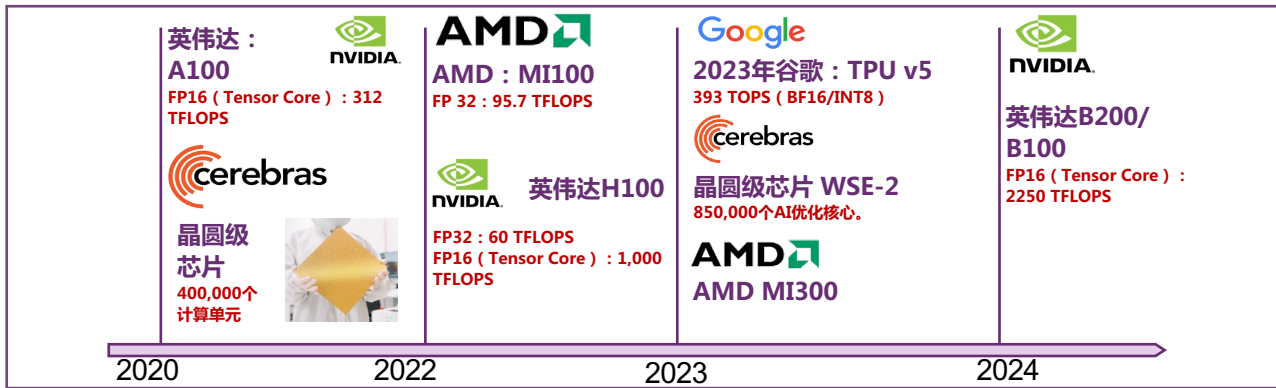 英伟达：
A100
NVIDIA.
FP16（Tensor Core）: 312
TFLOPS
cerebras
晶圆级
芯片
400,000个
计算单元
AMD
AMD：MI100
FP 32 : 95.7 TFLOPS
NVIDIA.
英伟达H100
FP32 : 60 TFLOPS
FP16（Tensor Core）: 1,000
TFLOPS
Google
2023年谷歌：TPU v5
393 TOPS（BF16/INT8）
cerebras
晶圆级芯片 WSE-2
850,000个AI优化核心。
AMD
AMD MI300
NVIDIA.
英伟达B200/
B100
FP16（Tensor Core）:
2250 TFLOPS
2020
2022
2023
2024